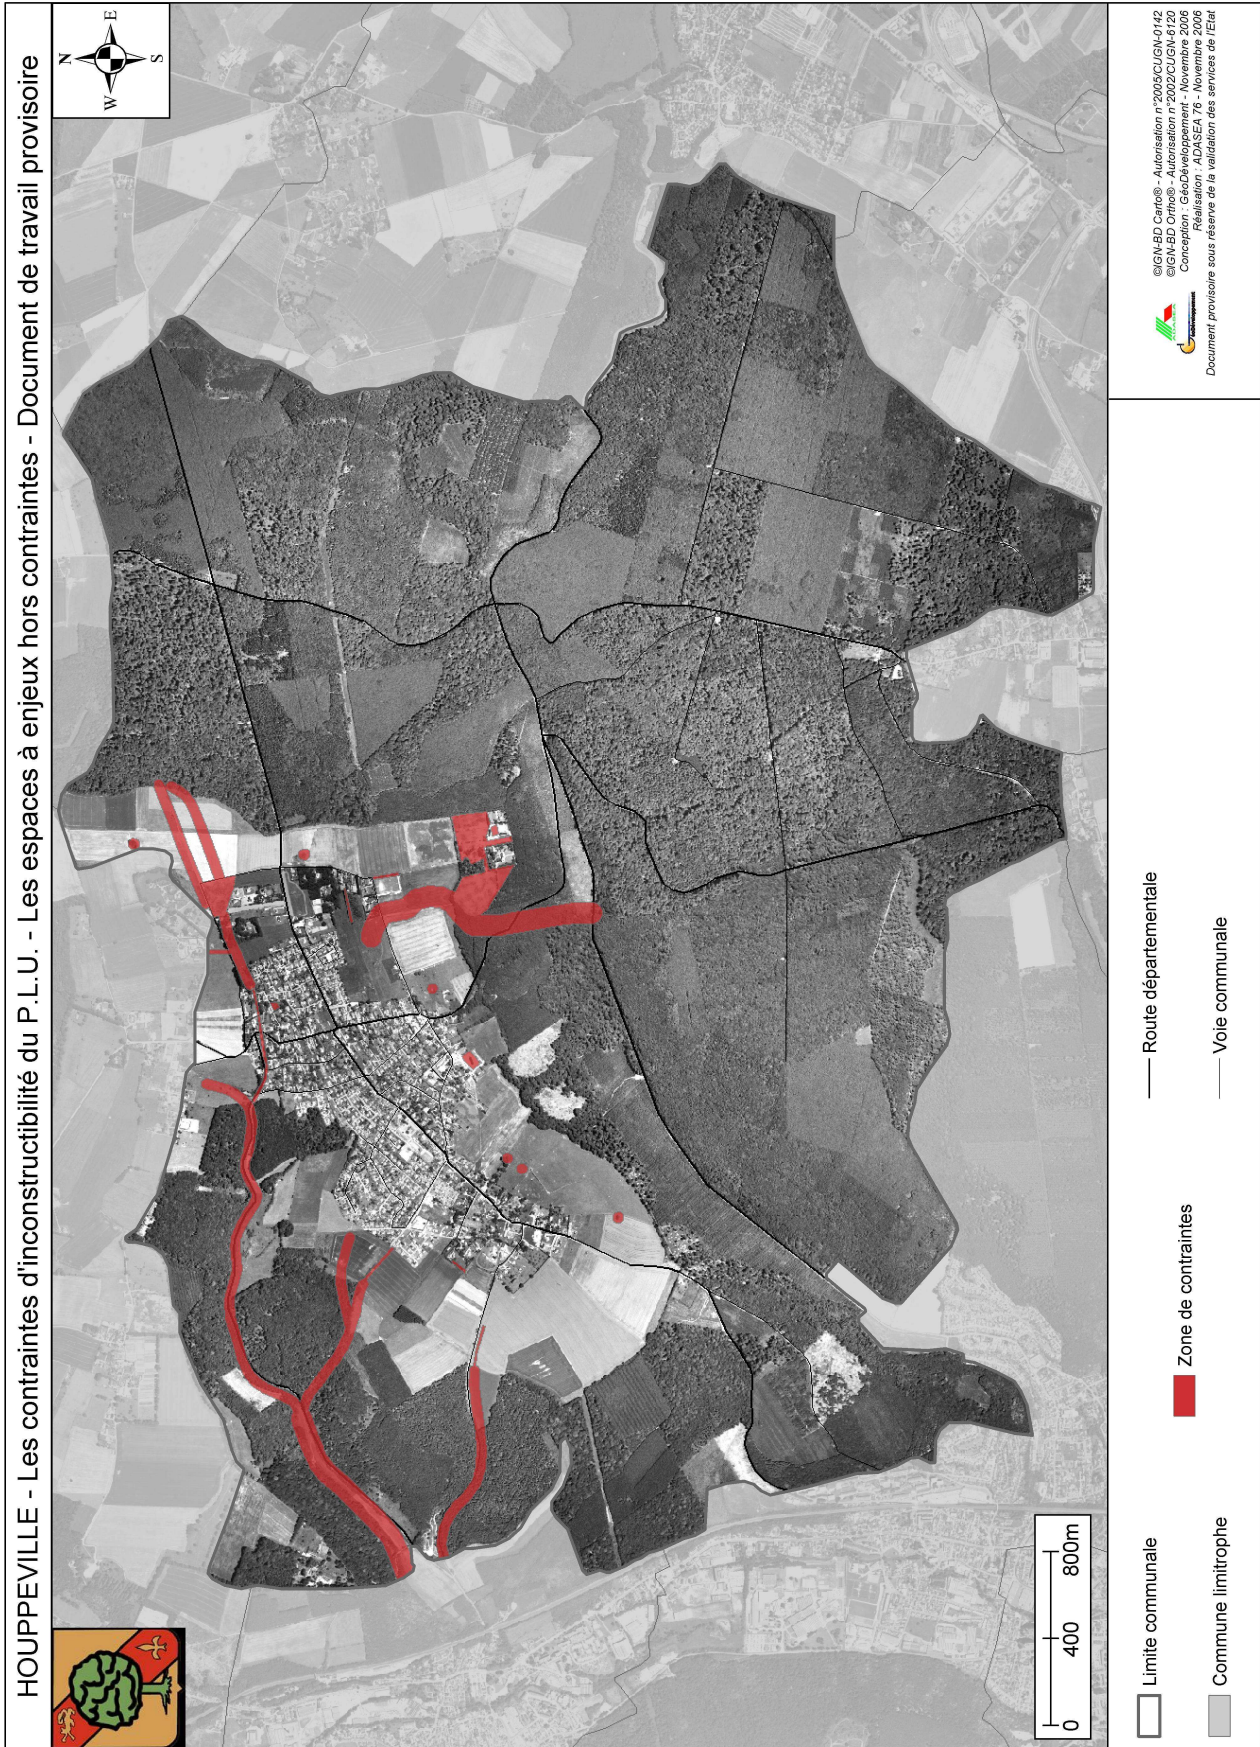 HOUPPEVILLE - Les contraintes d'inconstructibilité du P.L.U. - Les espaces à enjeux hors contraintes - Document de travail provisoire
N
W
E
S
0 400 800m
Limite communale
Commune limitrophe
Zone de contraintes
Route départementale
Voie communale
©IGN-BD Carto® - Autorisation n°2005/CUGN-0142
©IGN-BD Ortho® - Autorisation n°2002/CUGN-6120
Conception : GéoDéveloppement - Novembre 2006
Réalisation : ADASEA 76 - Novembre 2006
Document provisoire sous réserve de la validation des services de l'Etat